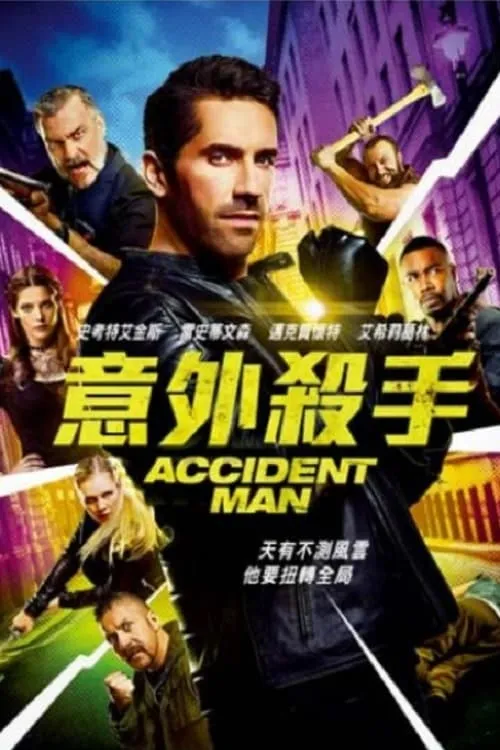 史考特艾金斯 雷史蒂文森 邁克賈懷特 艾希莉葛林
意外殺手
ACCIDENT
MAN
天有不測風雲
他要扭轉全局